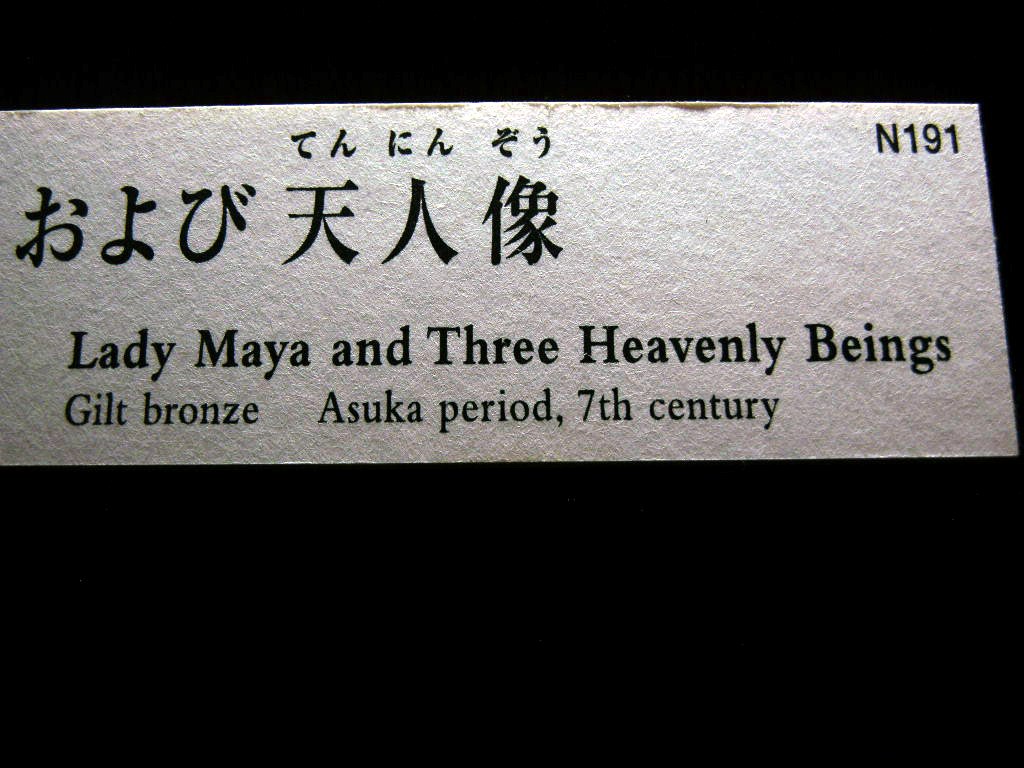 N191
てん にん ぞう
および 天人像
Lady Maya and Three Heavenly Beings
Gilt bronze Asuka period, 7th century